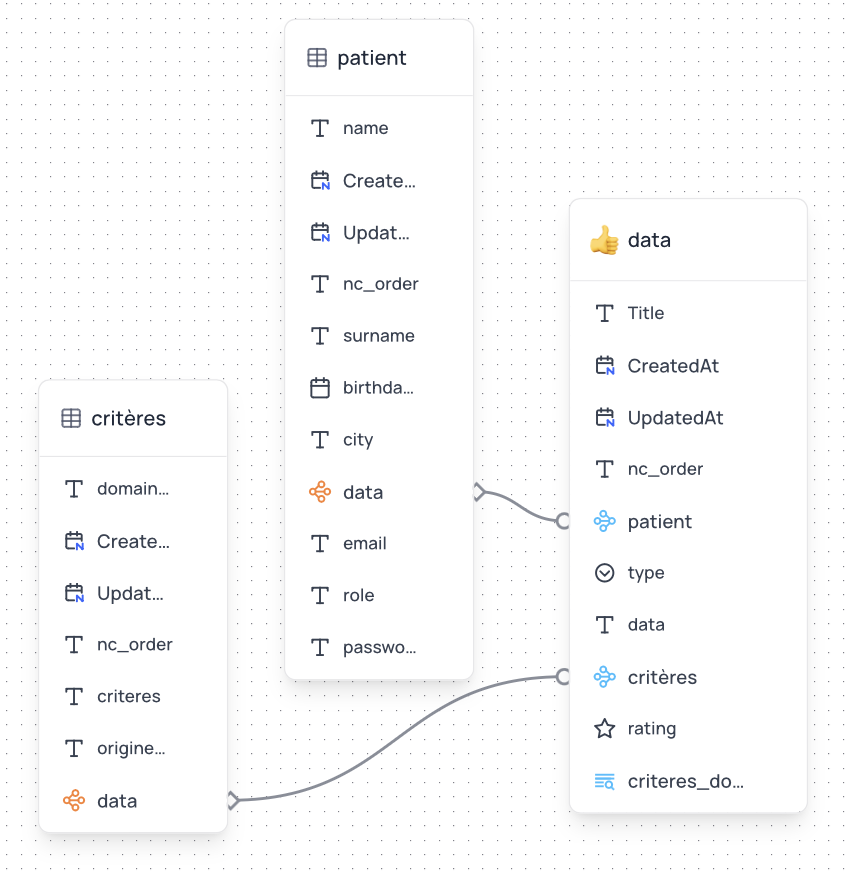 patient
name
Create...
Updat...
nc_order
surname
birthda...
city
data
email
role
passwo...
data
Title
CreatedAt
UpdatedAt
nc_order
patient
type
data
critères
rating
criteres_do...
critères
domain...
Create...
Updat...
nc_order
criteres
origine...
data